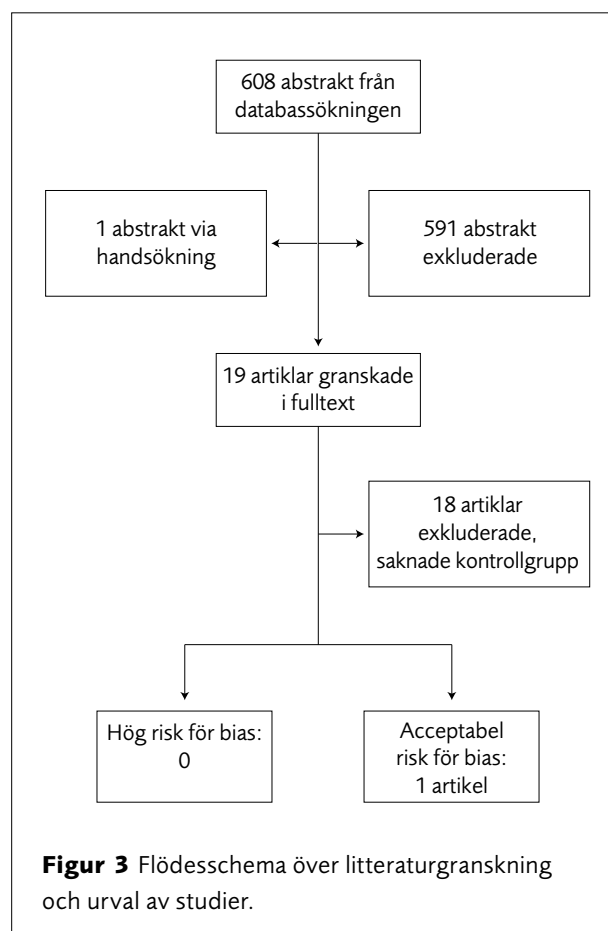 608 abstrakt från
databassökningen
1 abstrakt via
handsökning
591 abstrakt
exkluderade
19 artiklar granskade
i fulltext
18 artiklar
exkluderade,
saknade kontrollgrupp
Hög risk för bias:
0
Acceptabel
risk för bias:
1 artikel
Figur 3 Flödesschema över litteraturgranskning
och urval av studier.